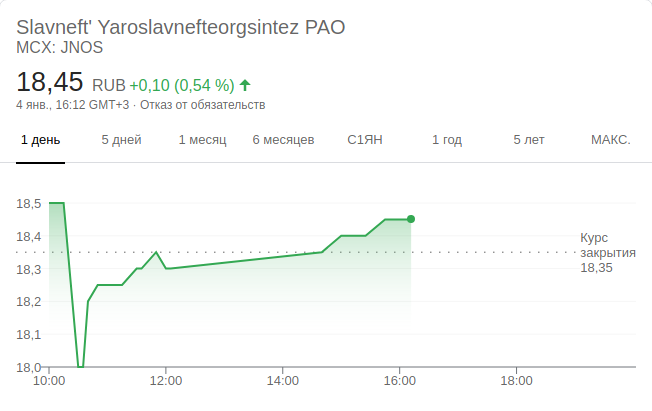 Slavneft' Yaroslavnefteorgsintez PAO
MCX: JNOS
18,45 RUB +0,10 (0,54 %)
4 янв., 16:12 GMT+3 · Отказ от обязательств
1 день 5 дней 1 месяц 6 месяцев С1ЯН 1 год 5 лет МАКС.
18,5
18,4
18,3
18,2
18,1
18,0
Курс
закрытия
18,35
10:00 12:00 14:00 16:00 18:00